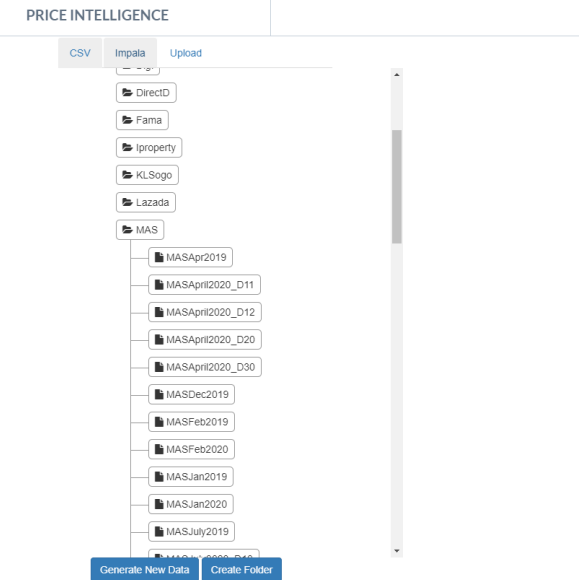 PRICE INTELLIGENCE
CSV Impala Upload
DirectD
Fama
Iproperty
KLSogo
Lazada
MAS
MASApr2019
MASApril2020_D11
MASApril2020_D12
MASApril2020_D20
MASApril2020_D30
MASDec2019
MASFeb2019
MASFeb2020
MASJan2019
MASJan2020
MASJuly2019
Generate New Data Create Folder